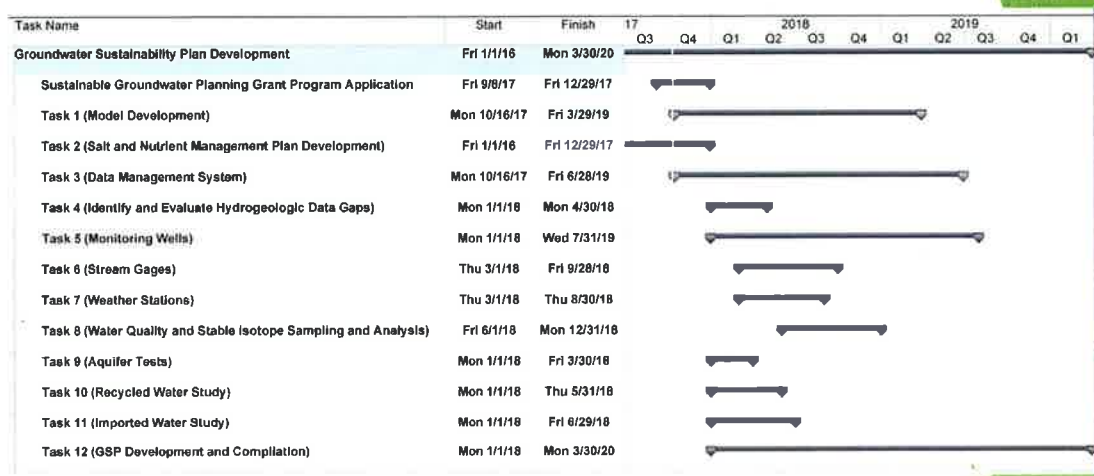 Task Name Start Finish 17 2018 2019
Q3 Q4 Q1 Q2 Q3 Q4 Q1 Q2 Q3 Q4 Q1
Groundwater Sustainability Plan Development Fri 1/1/16 Mon 3/30/20
Sustainable Groundwater Planning Grant Program Application Fri 9/8/17 Fri 12/29/17
Task 1 (Model Development) Mon 10/16/17 Fri 3/29/19
Task 2 (Salt and Nutrient Management Plan Development) Fri 1/1/16 Fri 12/29/17
Task 3 (Data Management System) Mon 10/16/17 Fri 6/28/19
Task 4 (Identify and Evaluate Hydrogeologic Data Gaps) Mon 1/1/18 Mon 4/30/18
Task 5 (Monitoring Wells) Mon 1/1/18 Wed 7/31/19
Task 6 (Stream Gages) Thu 3/1/18 Fri 9/28/18
Task 7 (Weather Stations) Thu 3/1/18 Thu 8/30/18
Task 8 (Water Quality and Stable Isotope Sampling and Analysis) Fri 6/1/18 Mon 12/31/18
Task 9 (Aquifer Tests) Mon 1/1/18 Fri 3/30/18
Task 10 (Recycled Water Study) Mon 1/1/18 Thu 5/31/18
Task 11 (Imported Water Study) Mon 1/1/18 Fri 6/29/18
Task 12 (GSP Development and Compilation) Mon 1/1/18 Mon 3/30/20